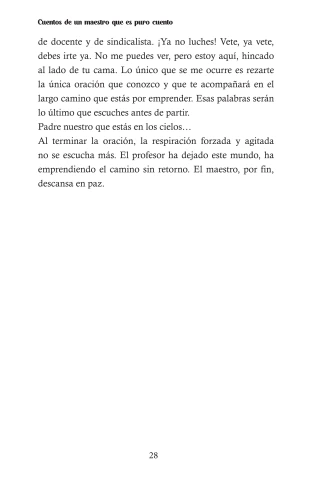 Cuentos de un maestro que es puro cuento
de docente y de sindicalista. ¡Ya no luches! Vete, ya vete,
debes irte ya. No me puedes ver, pero estoy aquí, hincado
al lado de tu cama. Lo único que se me ocurre es rezarte
la única oración que conozco y que te acompañará en el
largo camino que estás por emprender. Esas palabras serán
lo último que escuches antes de partir.
Padre nuestro que estás en los cielos…
Al terminar la oración, la respiración forzada y agitada
no se escucha más. El profesor ha dejado este mundo, ha
emprendiendo el camino sin retorno. El maestro, por fin,
descansa en paz.
28